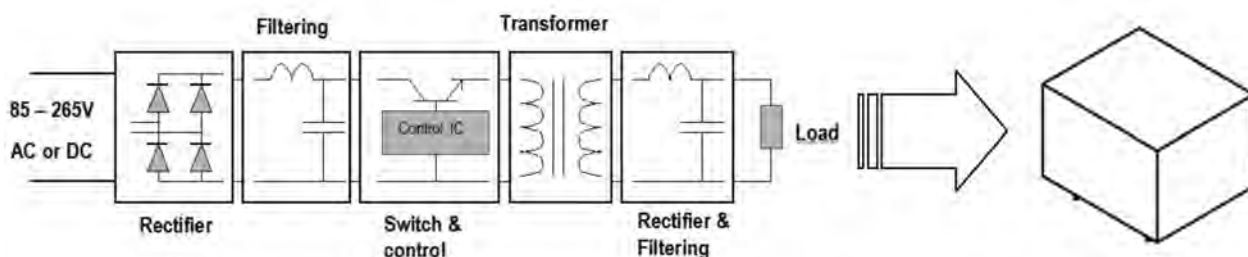 Filtering
Transformer
85 – 265V
AC or DC
Control IC
Load
Rectifier
Switch &
control
Rectifier &
Filtering